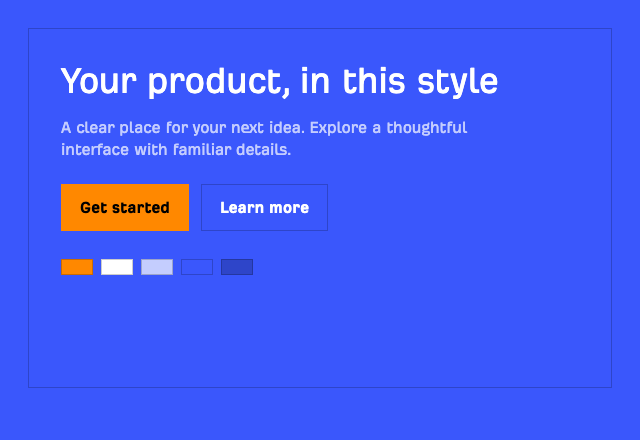 Your product, in this style
A clear place for your next idea. Explore a thoughtful
interface with familiar details.
Get started
Learn more